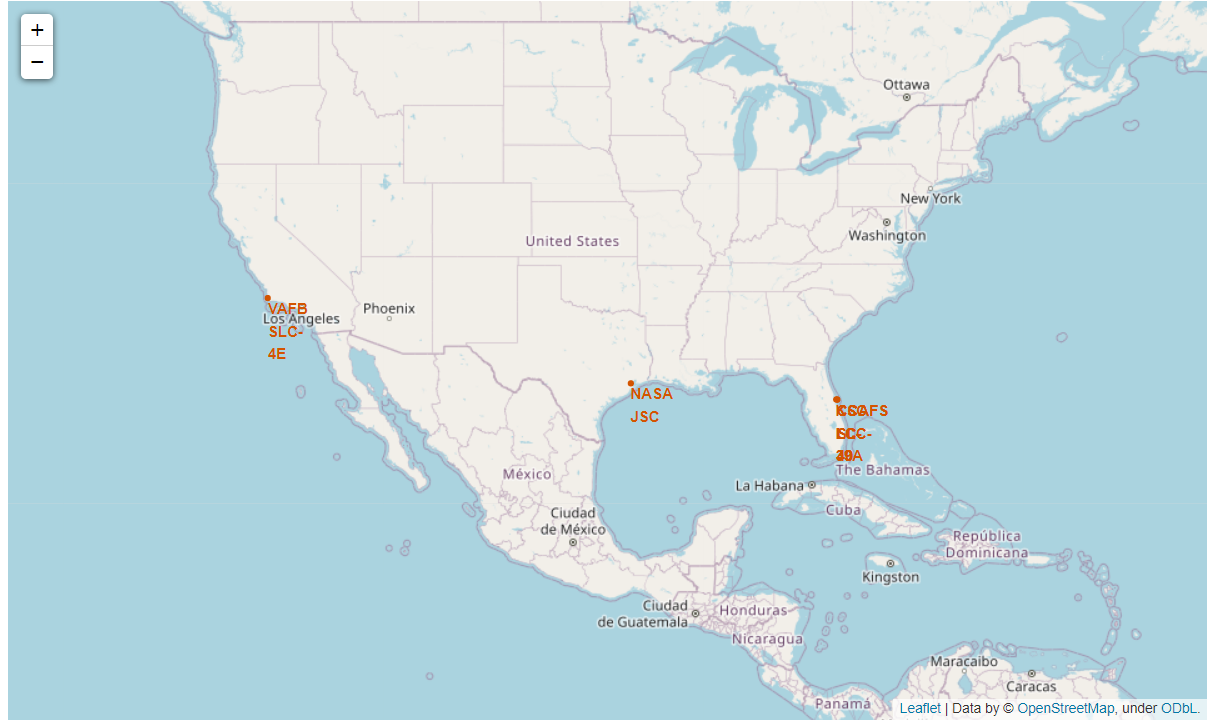 +
−
Ottawa
New York
Washington
United States
Phoenix
Los Angeles
VAFB
SLC-
4E
NASA
JSC
The Bahamas
La Habana
México
Cuba
Ciudad
de México
República
Dominicana
Kingston
Ciudad
de Guatemala
Honduras
Nicaragua
Maracaibo
Caracas
Panamá
Leaflet | Data by © OpenStreetMap, under ODbL.